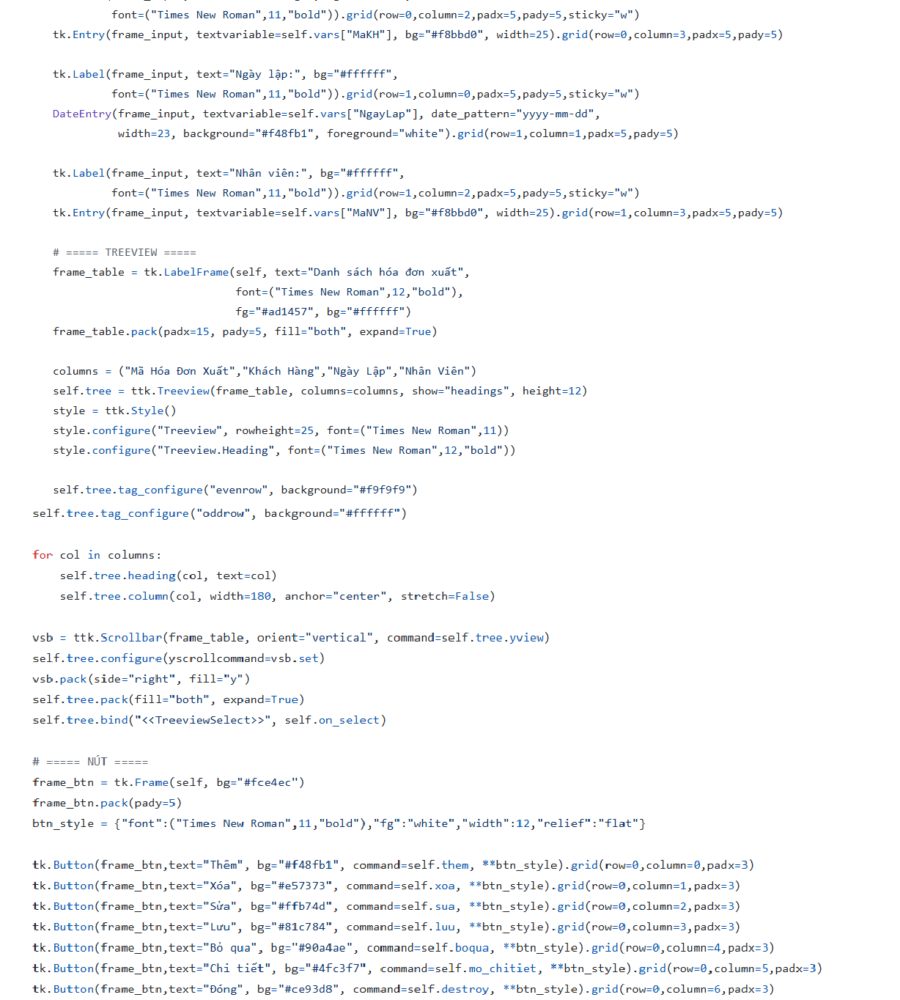 font=("Times New Roman",11,"bold")).grid(row=0,column=2,padx=5,pady=5,sticky="w")
tk.Entry(frame_input, textvariable=self.vars["MaKH"], bg="#f8bbd0", width=25).grid(row=0,column=3,padx=5,pady=5)
tk.Label(frame_input, text="Ngày lập:", bg="#ffffff",
font=("Times New Roman",11,"bold")).grid(row=1,column=0,padx=5,pady=5,sticky="w")
DateEntry(frame_input, textvariable=self.vars["NgayLap"], date_pattern="yyyy-mm-dd",
width=23, background="#f48fb1", foreground="white").grid(row=1,column=1,padx=5,pady=5)
tk.Label(frame_input, text="Nhân viên:", bg="#ffffff",
font=("Times New Roman",11,"bold")).grid(row=1,column=2,padx=5,pady=5,sticky="w")
tk.Entry(frame_input, textvariable=self.vars["MaNV"], bg="#f8bbd0", width=25).grid(row=1,column=3,padx=5,pady=5)
# ===== TREEVIEW =====
frame_table = tk.LabelFrame(self, text="Danh sách hóa đơn xuất",
font=("Times New Roman",12,"bold"),
fg="#ad1457", bg="#ffffff")
frame_table.pack(padx=15, pady=5, fill="both", expand=True)
columns = ("Mã Hóa Đơn Xuất","Khách Hàng","Ngày Lập","Nhân Viên")
self.tree = ttk.Treeview(frame_table, columns=columns, show="headings", height=12)
style = ttk.Style()
style.configure("Treeview", rowheight=25, font=("Times New Roman",11))
style.configure("Treeview.Heading", font=("Times New Roman",12,"bold"))
self.tree.tag_configure("evenrow", background="#f9f9f9")
self.tree.tag_configure("oddrow", background="#ffffff")
for col in columns:
self.tree.heading(col, text=col)
self.tree.column(col, width=180, anchor="center", stretch=False)
vsb = ttk.Scrollbar(frame_table, orient="vertical", command=self.tree.yview)
self.tree.configure(yscrollcommand=vsb.set)
vsb.pack(side="right", fill="y")
self.tree.pack(fill="both", expand=True)
self.tree.bind("<<TreeviewSelect>>", self.on_select)
# ===== NÚT =====
frame_btn = tk.Frame(self, bg="#fce4ec")
frame_btn.pack(pady=5)
btn_style = {"font":("Times New Roman",11,"bold"),"fg":"white","width":12,"relief":"flat"}
tk.Button(frame_btn,text="Thêm", bg="#f48fb1", command=self.them, **btn_style).grid(row=0,column=0,padx=3)
tk.Button(frame_btn,text="Xóa", bg="#e57373", command=self.xoa, **btn_style).grid(row=0,column=1,padx=3)
tk.Button(frame_btn,text="Sửa", bg="#ffb74d", command=self.sua, **btn_style).grid(row=0,column=2,padx=3)
tk.Button(frame_btn,text="Lưu", bg="#81c784", command=self.luu, **btn_style).grid(row=0,column=3,padx=3)
tk.Button(frame_btn,text="Bỏ qua", bg="#90a4ae", command=self.boqua, **btn_style).grid(row=0,column=4,padx=3)
tk.Button(frame_btn,text="Chi tiết", bg="#4fc3f7", command=self.mo_chitiet, **btn_style).grid(row=0,column=5,padx=3)
tk.Button(frame_btn,text="Đóng", bg="#ce93d8", command=self.destroy, **btn_style).grid(row=0,column=6,padx=3)